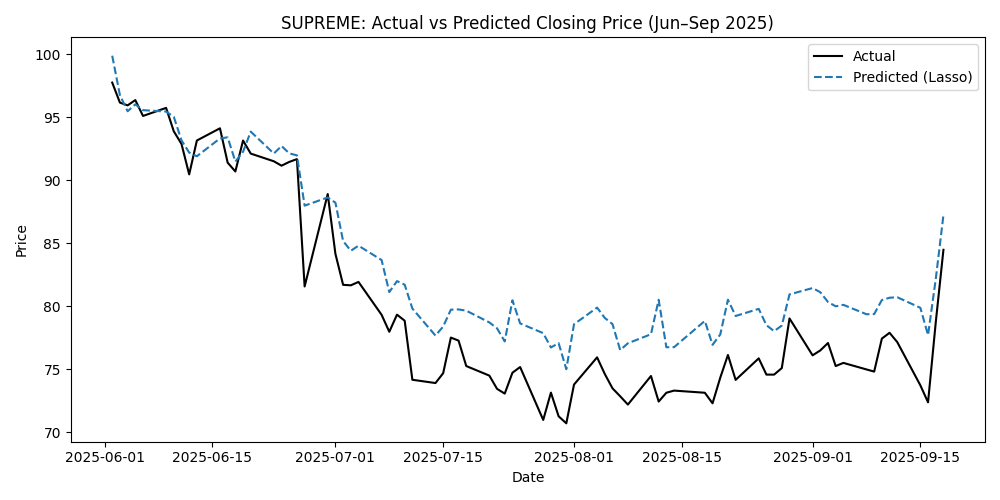 SUPREME: Actual vs Predicted Closing Price (Jun–Sep 2025)
Actual
Predicted (Lasso)
Price
100
95
90
85
80
75
70
2025-06-01 2025-06-15 2025-07-01 2025-07-15 2025-08-01 2025-08-15 2025-09-01 2025-09-15
Date